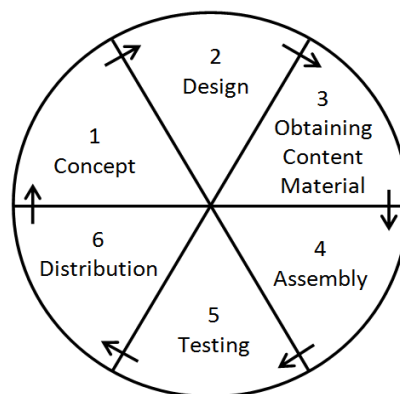 1
Concept
2
Design
3
Obtaining
Content
Material
4
Assembly
5
Testing
6
Distribution